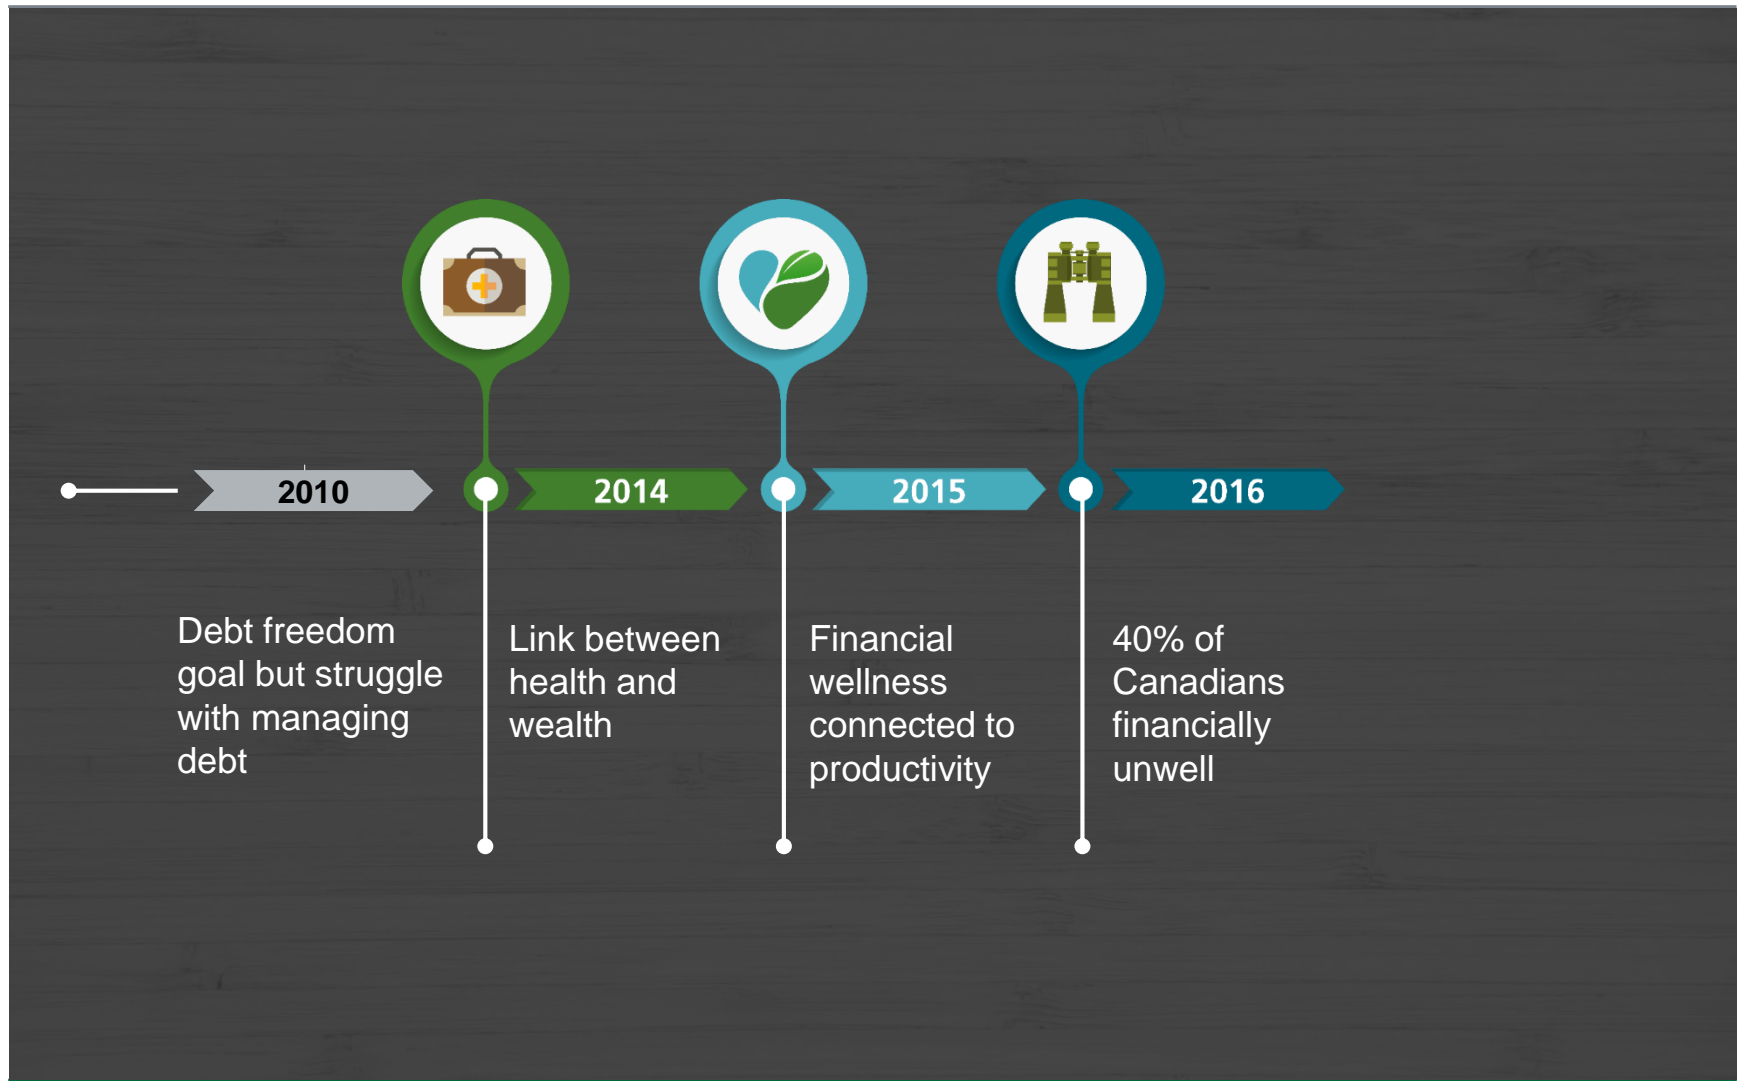 2010
2014
2015
2016
Debt freedom
goal but struggle
with managing
debt
Link between
health and
wealth
Financial
wellness
connected to
productivity
40% of
Canadians
financially
unwell